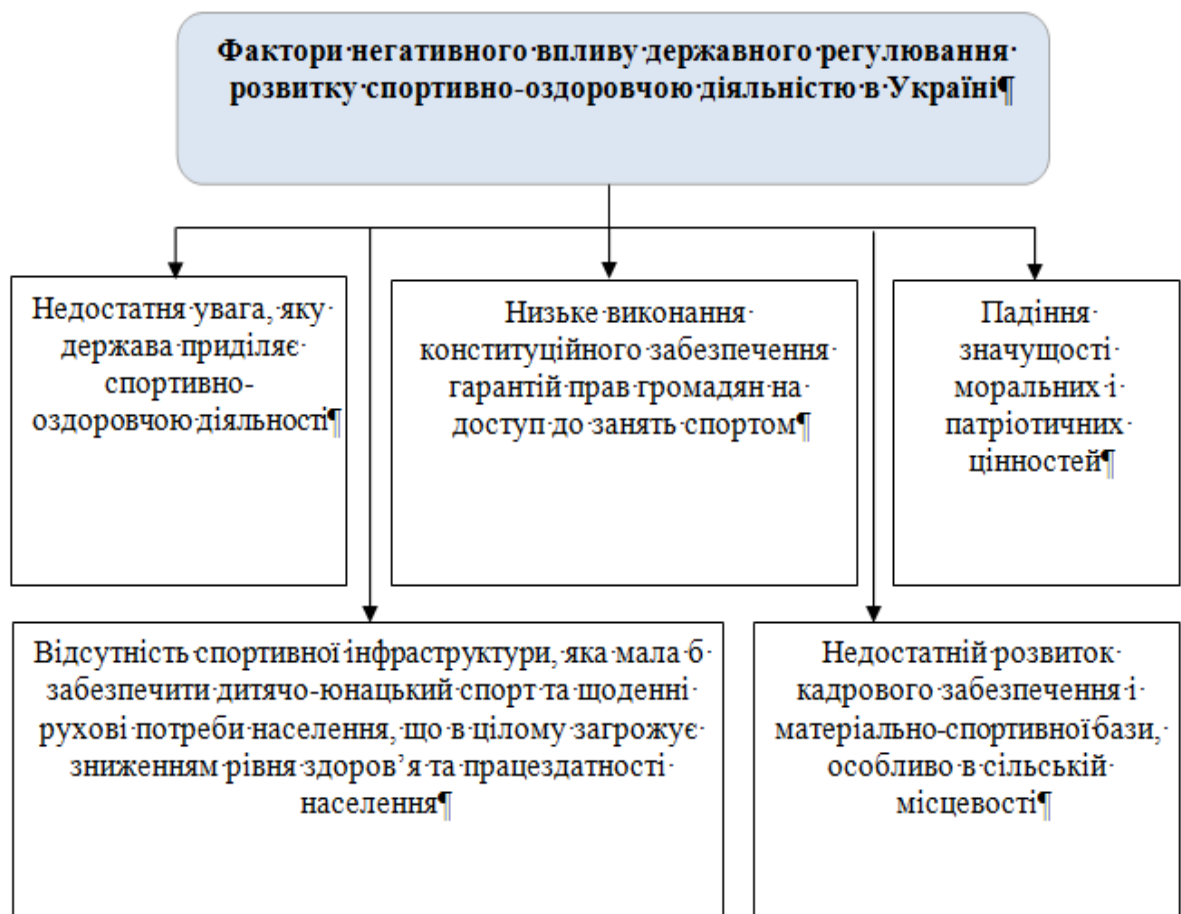 Фактори·негативного·впливу·державного·регулювання·
розвитку·спортивно-оздоровчою·діяльністю·в·Україні¶
Недостатня·увага,·яку·
держава·приділяє·
спортивно-
оздоровчою·діяльності¶
Низьке·виконання·
конституційного·забезпечення·
гарантій·прав·громадян·на·
доступ·до·занять·спортом¶
Падіння·
значущості·
моральних·і·
патріотичних·
цінностей¶
Відсутність·спортивної·інфраструктури,·яка·мала·б·
забезпечити·дитячо-юнацький·спорт·та·щоденні·
рухові·потреби·населення,·що·в·цілому·загрожує·
зниженням·рівня·здоров’я·та·працездатності·
населення¶
Недостатній·розвиток·
кадрового·забезпечення·і·
матеріально-спортивної·бази,·
особливо·в·сільській·
місцевості¶